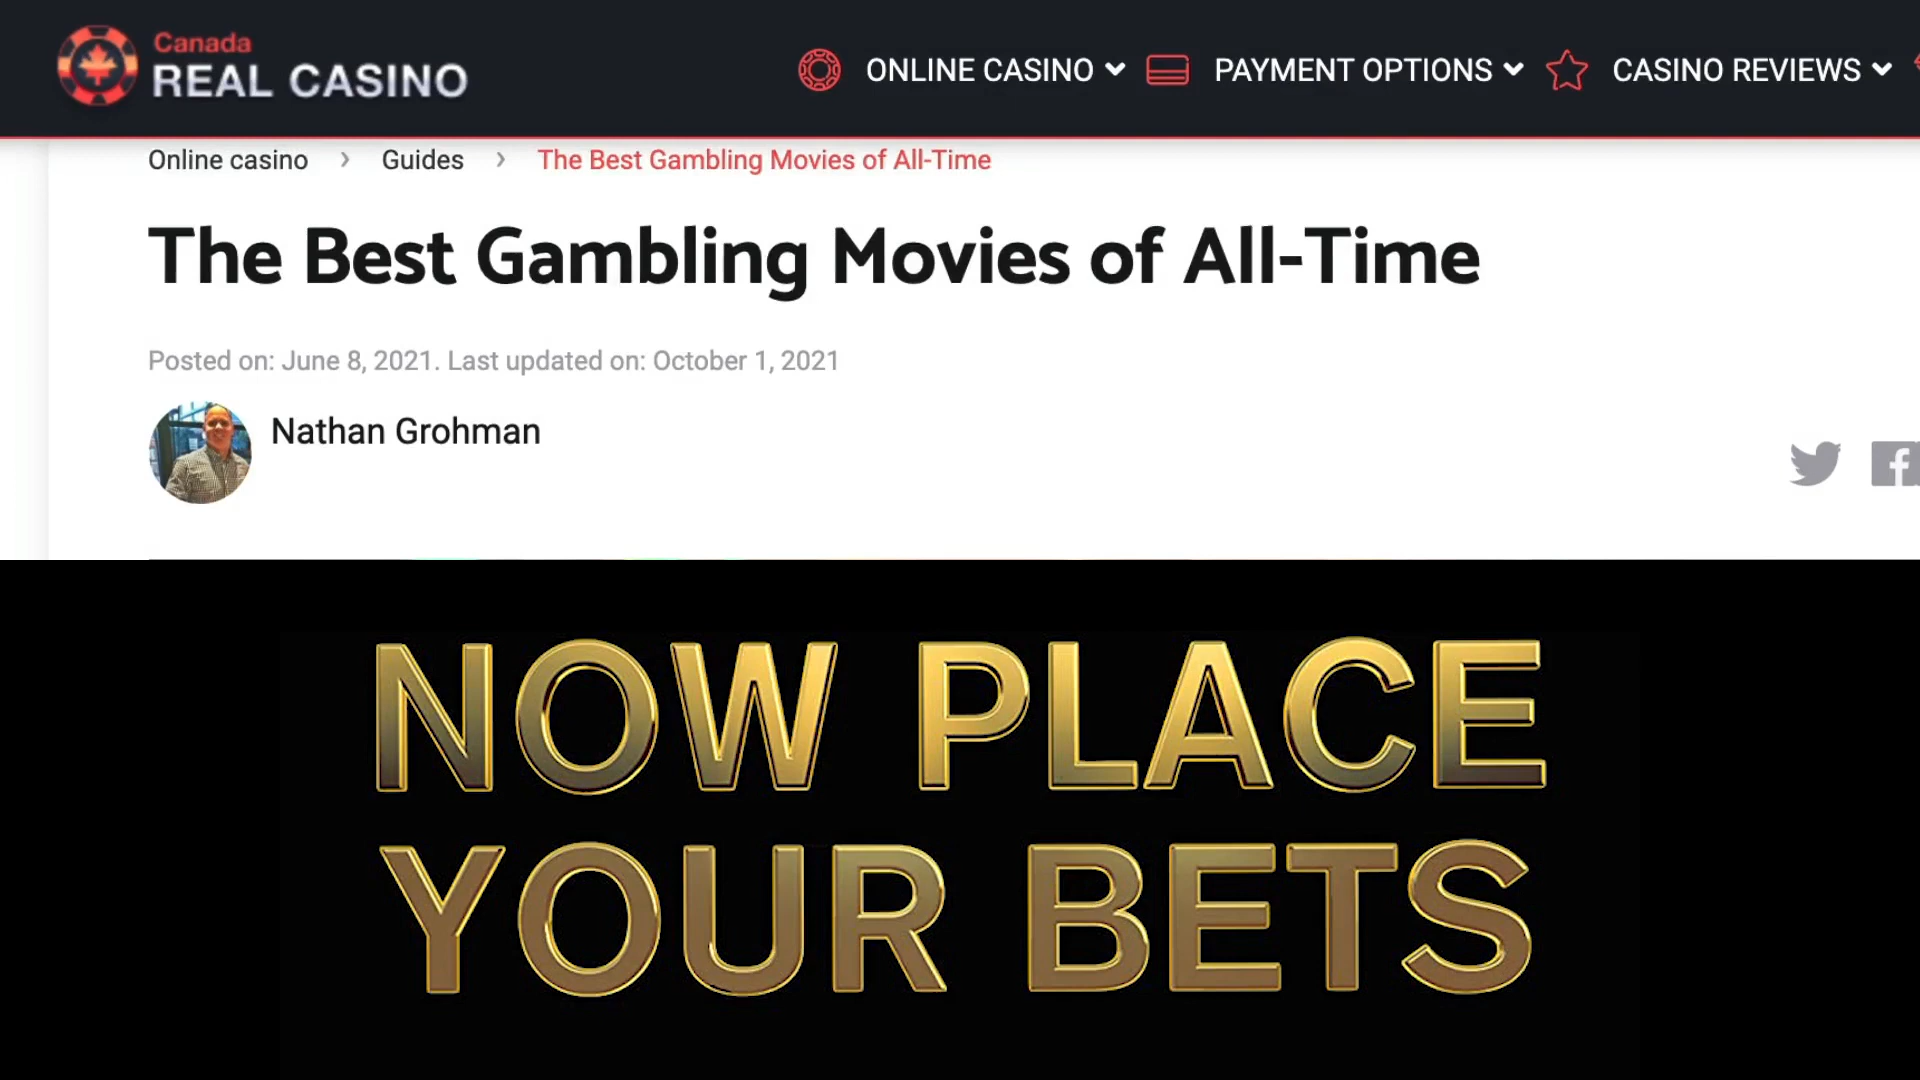 Canada
REAL CASINO
ONLINE CASINO
PAYMENT OPTIONS
CASINO REVIEWS
Online casino › Guides › The Best Gambling Movies of All-Time
The Best Gambling Movies of All-Time
Posted on: June 8, 2021. Last updated on: October 1, 2021
Nathan Grohman
NOW PLACE
YOUR BETS